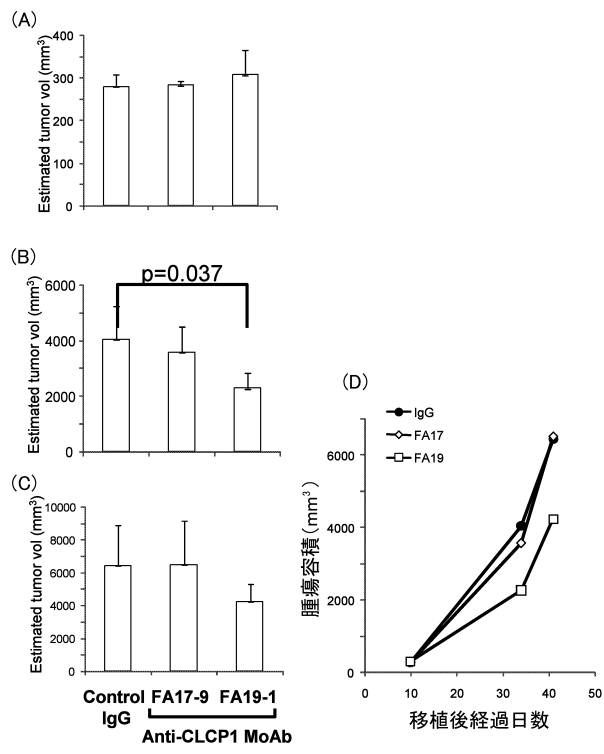 (A)
Estimated tumor vol (mm³)
400
300
200
100
0
(B)
Estimated tumor vol (mm³)
6000
4000
2000
0
p=0.037
(C)
Estimated tumor vol (mm³)
10000
8000
6000
4000
2000
0
Control IgG
FA17-9
FA19-1
Anti-CLCP1 MoAb
(D)
IgG
FA17
FA19
腫瘍容積(mm³)
6000
4000
2000
0
0 10 20 30 40 50
移植後経過日数